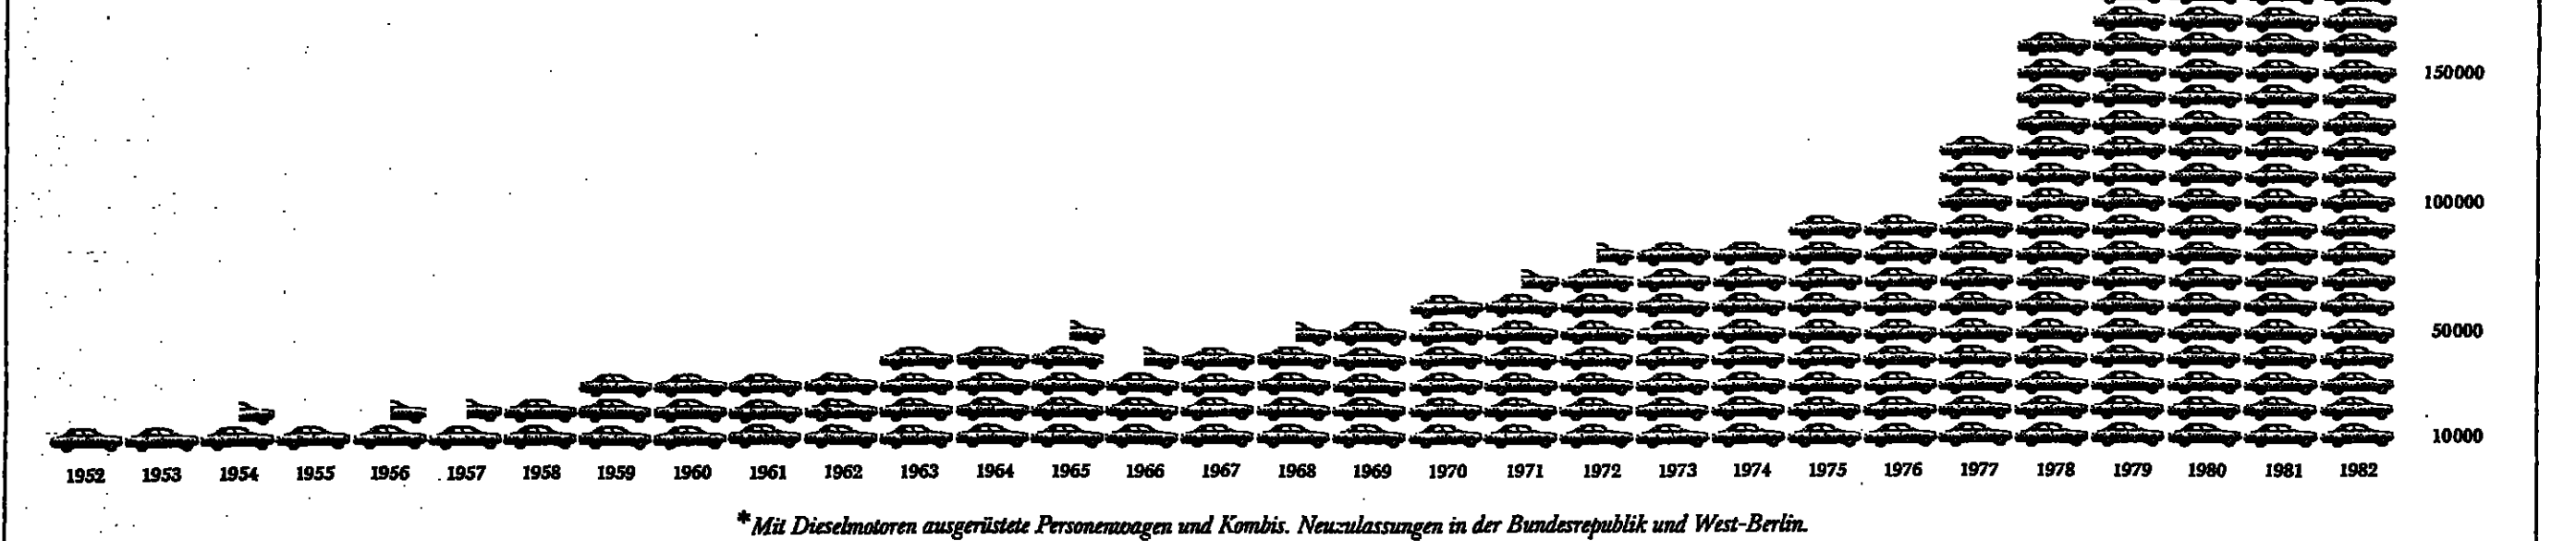 150000
100000
50000
10000
1952 1953 1954 1955 1956 1957 1958 1959 1960 1961 1962 1963 1964 1965 1966 1967 1968 1969 1970 1971 1972 1973 1974 1975 1976 1977 1978 1979 1980 1981 1982
*Mit Dieselmotoren ausgerüstete Personenwagen und Kombis. Neuzulassungen in der Bundesrepublik und West-Berlin.